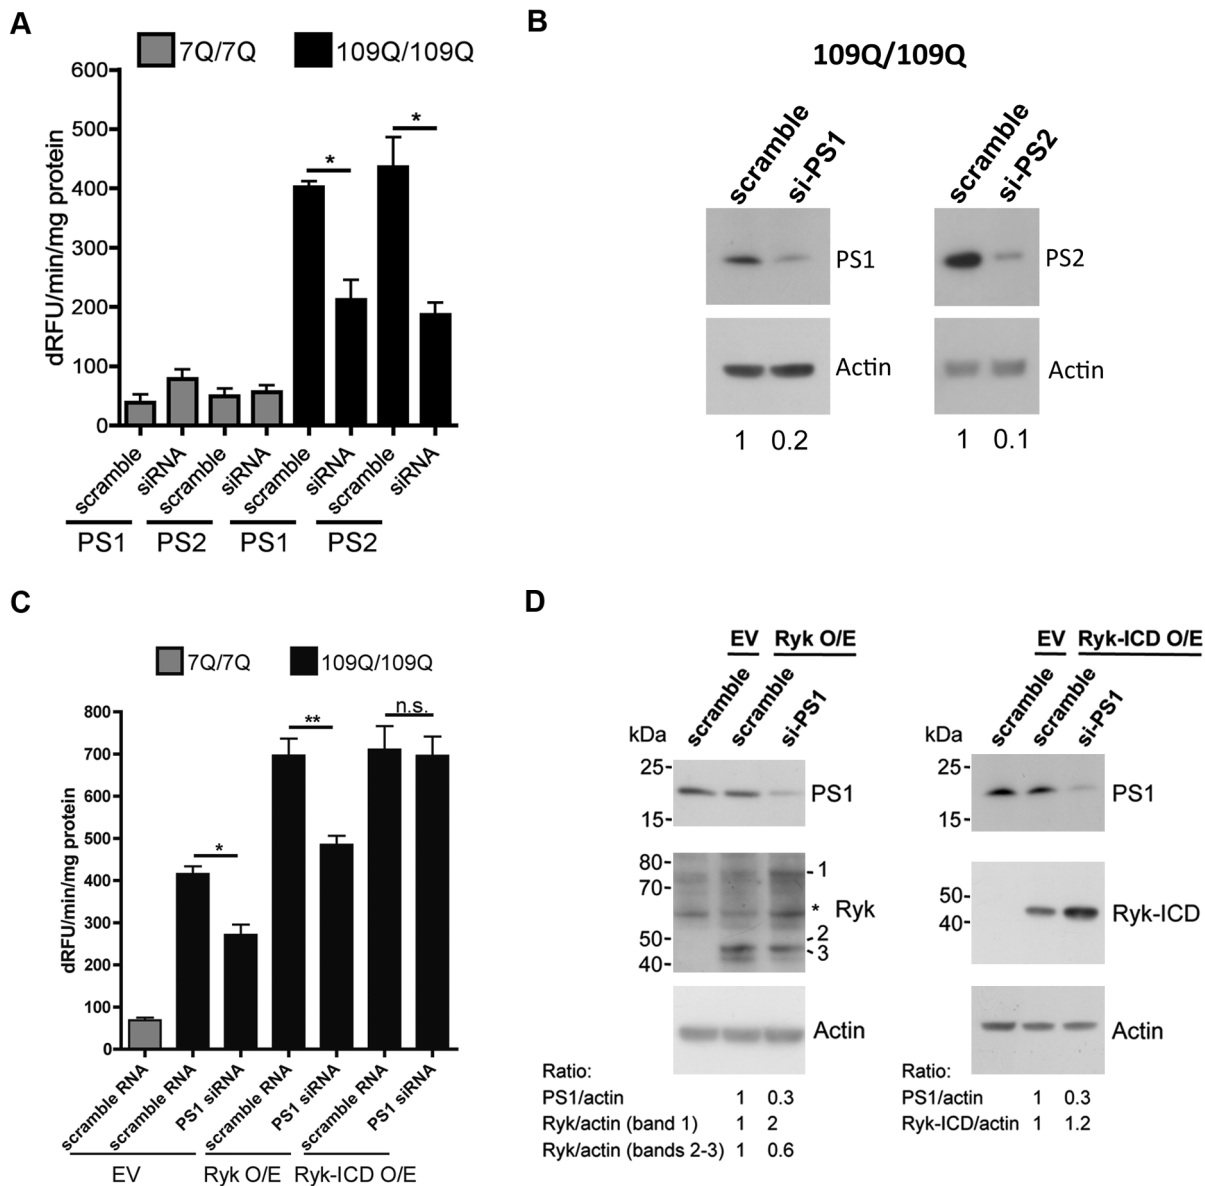 A
7Q/7Q 109Q/109Q
dRFU/min/mg protein
600
500
400
300
200
100
0
* *
scramble siRNA scramble siRNA scramble siRNA scramble siRNA
PS1 PS2 PS1 PS2
B
109Q/109Q
scramble si-PS1 scramble si-PS2
PS1 PS2
Actin Actin
1 0.2 1 0.1
C
7Q/7Q 109Q/109Q
dRFU/min/mg protein
800
700
600
500
400
300
200
100
0
* ** n.s.
scramble RNA scramble RNA PS1 siRNA scramble RNA PS1 siRNA scramble RNA PS1 siRNA
EV Ryk O/E Ryk-ICD O/E
D
EV Ryk O/E
scramble scramble si-PS1
kDa
25-
15-
PS1
80-
70-
50-
40-
1
* Ryk
2
3
Actin
Ratio:
PS1/actin 1 0.3
Ryk/actin (band 1) 1 2
Ryk/actin (bands 2-3) 1 0.6
EV Ryk-ICD O/E
scramble scramble si-PS1
kDa
25-
15-
PS1
50-
40-
Ryk-ICD
Actin
Ratio:
PS1/actin 1 0.3
Ryk-ICD/actin 1 1.2